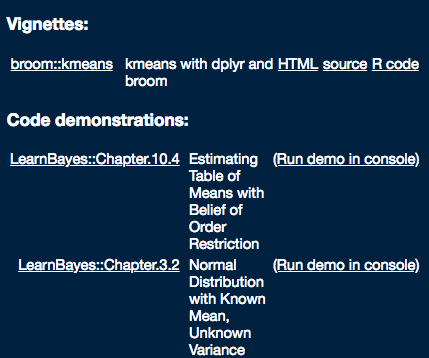 Vignettes:
broom::kmeans kmeans with dplyr and HTML source R code
broom
Code demonstrations:
LearnBayes::Chapter.10.4 Estimating (Run demo in console)
Table of
Means with
Belief of
Order
Restriction
LearnBayes::Chapter.3.2 Normal (Run demo in console)
Distribution
with Known
Mean,
Unknown
Variance